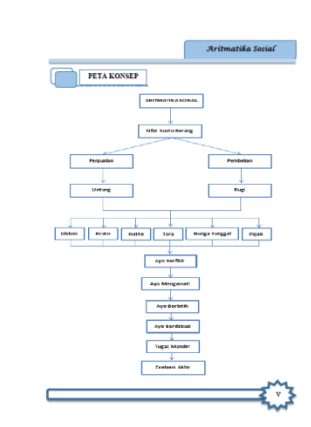 Aritmatika Sosial
PETA KONSEP
ARITMATIKA SOSIAL
Nilai Suatu Barang
Penjualan
Pembelian
Untung
Rugi
Diskon
Bruto
Netto
Tara
Bunga Tunggal
Pajak
Ayo Berfikir
Ayo Mengamati
Ayo Berlatih
Ayo Berdiskusi
Tugas Mandiri
Evaluasi Akhir
V